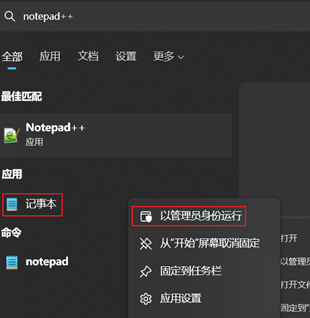 notepad++
全部 应用 文档 设置 更多
最佳匹配
Notepad++
应用
应用
记事本
以管理员身份运行
从"开始"屏幕取消固定
命令
打开
notepad
固定到任务栏
以管理员
打开文件
应用设置
固定到"